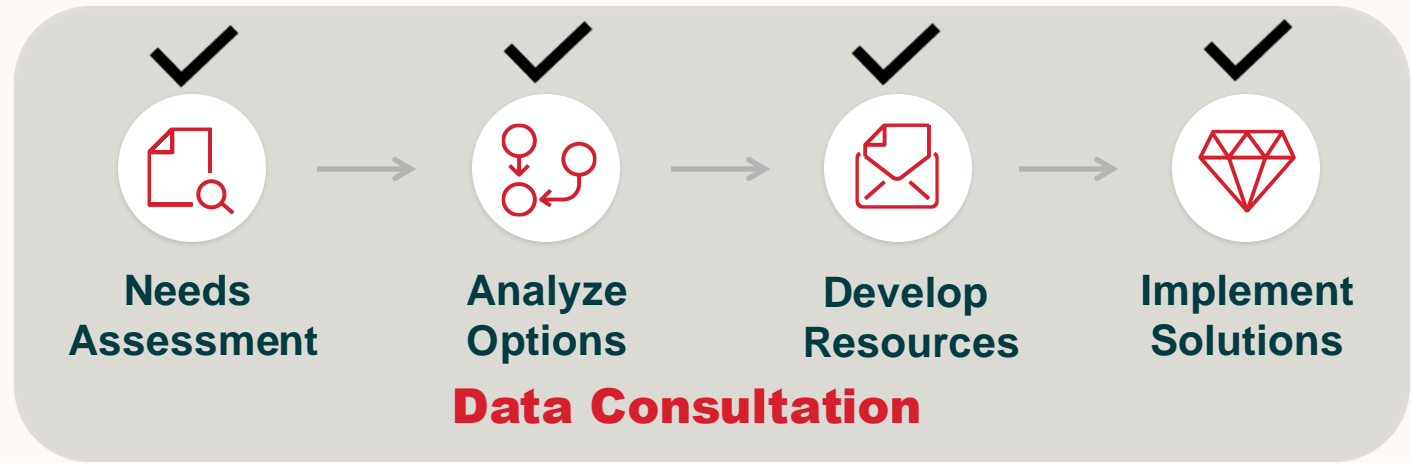 Needs
Assessment
Analyze
Options
Develop
Resources
Implement
Solutions
Data Consultation